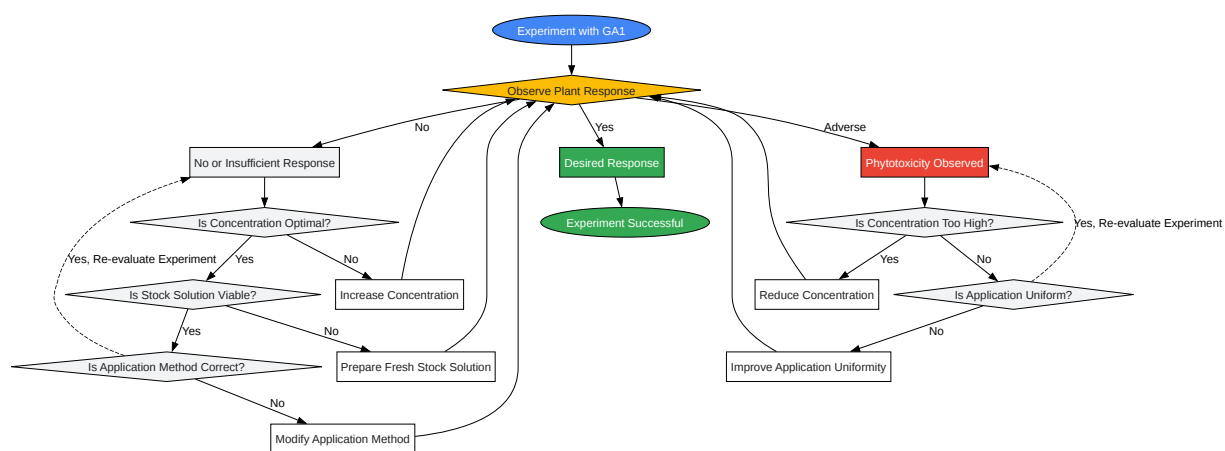 Experiment with GA1
Observe Plant Response
No
Yes
Adverse
No or Insufficient Response
Desired Response
Phytotoxicity Observed
Is Concentration Optimal?
Experiment Successful
Is Concentration Too High?
Yes, Re-evaluate Experiment
Yes
No
Yes
No
Yes, Re-evaluate Experiment
Is Stock Solution Viable?
Increase Concentration
Reduce Concentration
Is Application Uniform?
Yes
No
No
Is Application Method Correct?
Prepare Fresh Stock Solution
Improve Application Uniformity
No
Modify Application Method